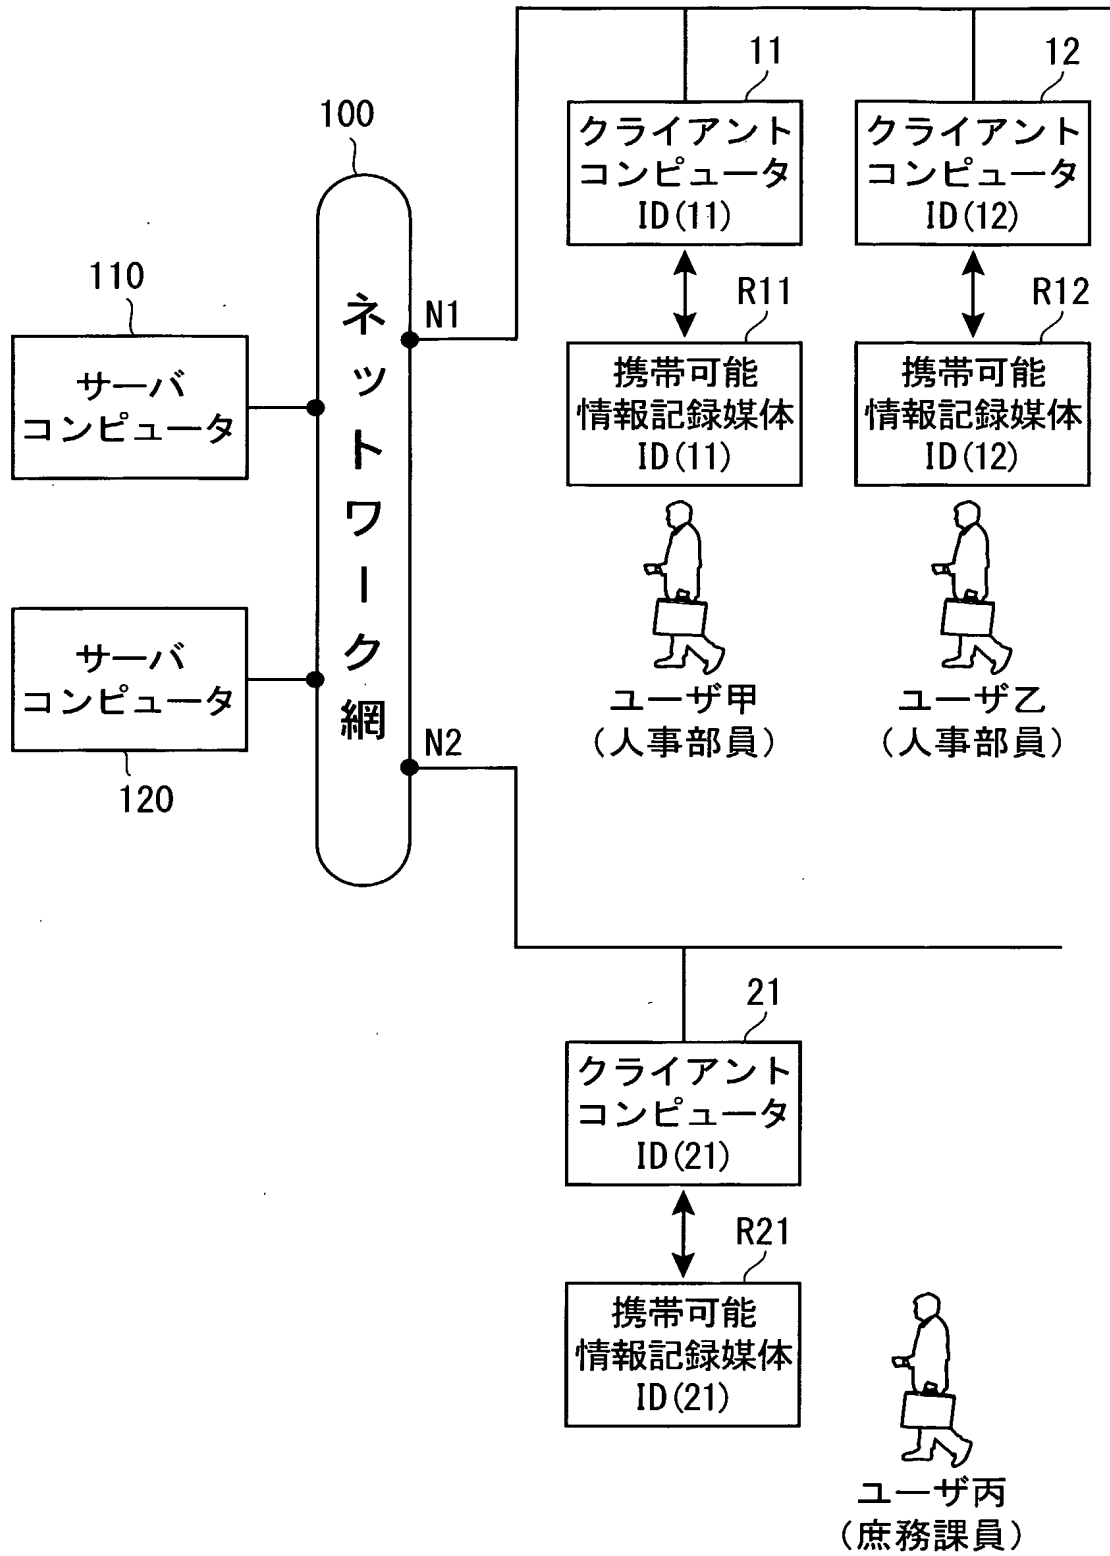 100
110
サーバ
コンピュータ
サーバ
コンピュータ
120
ネットワーク網
N1
N2
11
クライアント
コンピュータ
ID(11)
R11
携帯可能
情報記録媒体
ID(11)
ユーザ甲
(人事部員)
12
クライアント
コンピュータ
ID(12)
R12
携帯可能
情報記録媒体
ID(12)
ユーザ乙
(人事部員)
21
クライアント
コンピュータ
ID(21)
R21
携帯可能
情報記録媒体
ID(21)
ユーザ丙
(庶務課員)